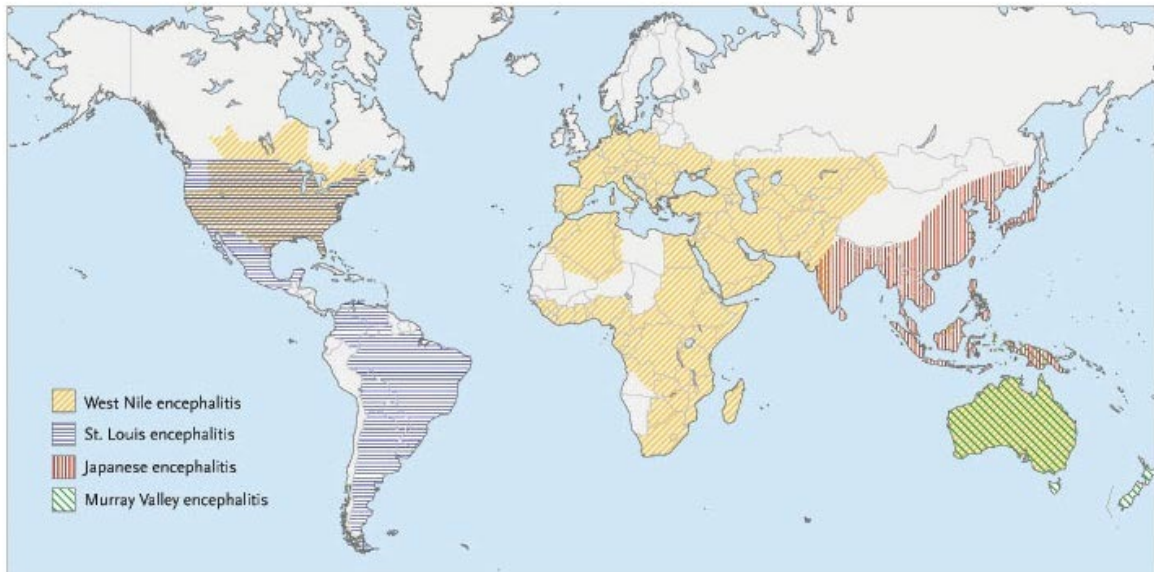 West Nile encephalitis
St. Louis encephalitis
Japanese encephalitis
Murray Valley encephalitis